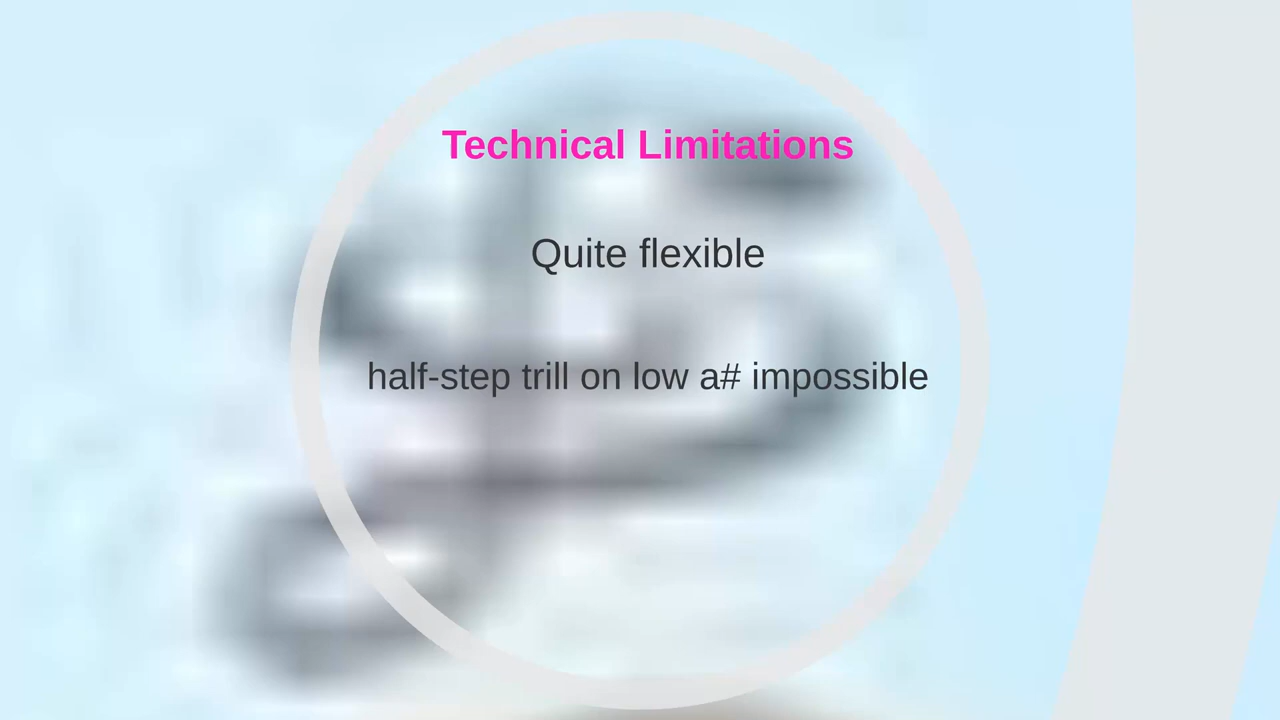 Technical Limitations
Quite flexible
half-step trill on low a# impossible